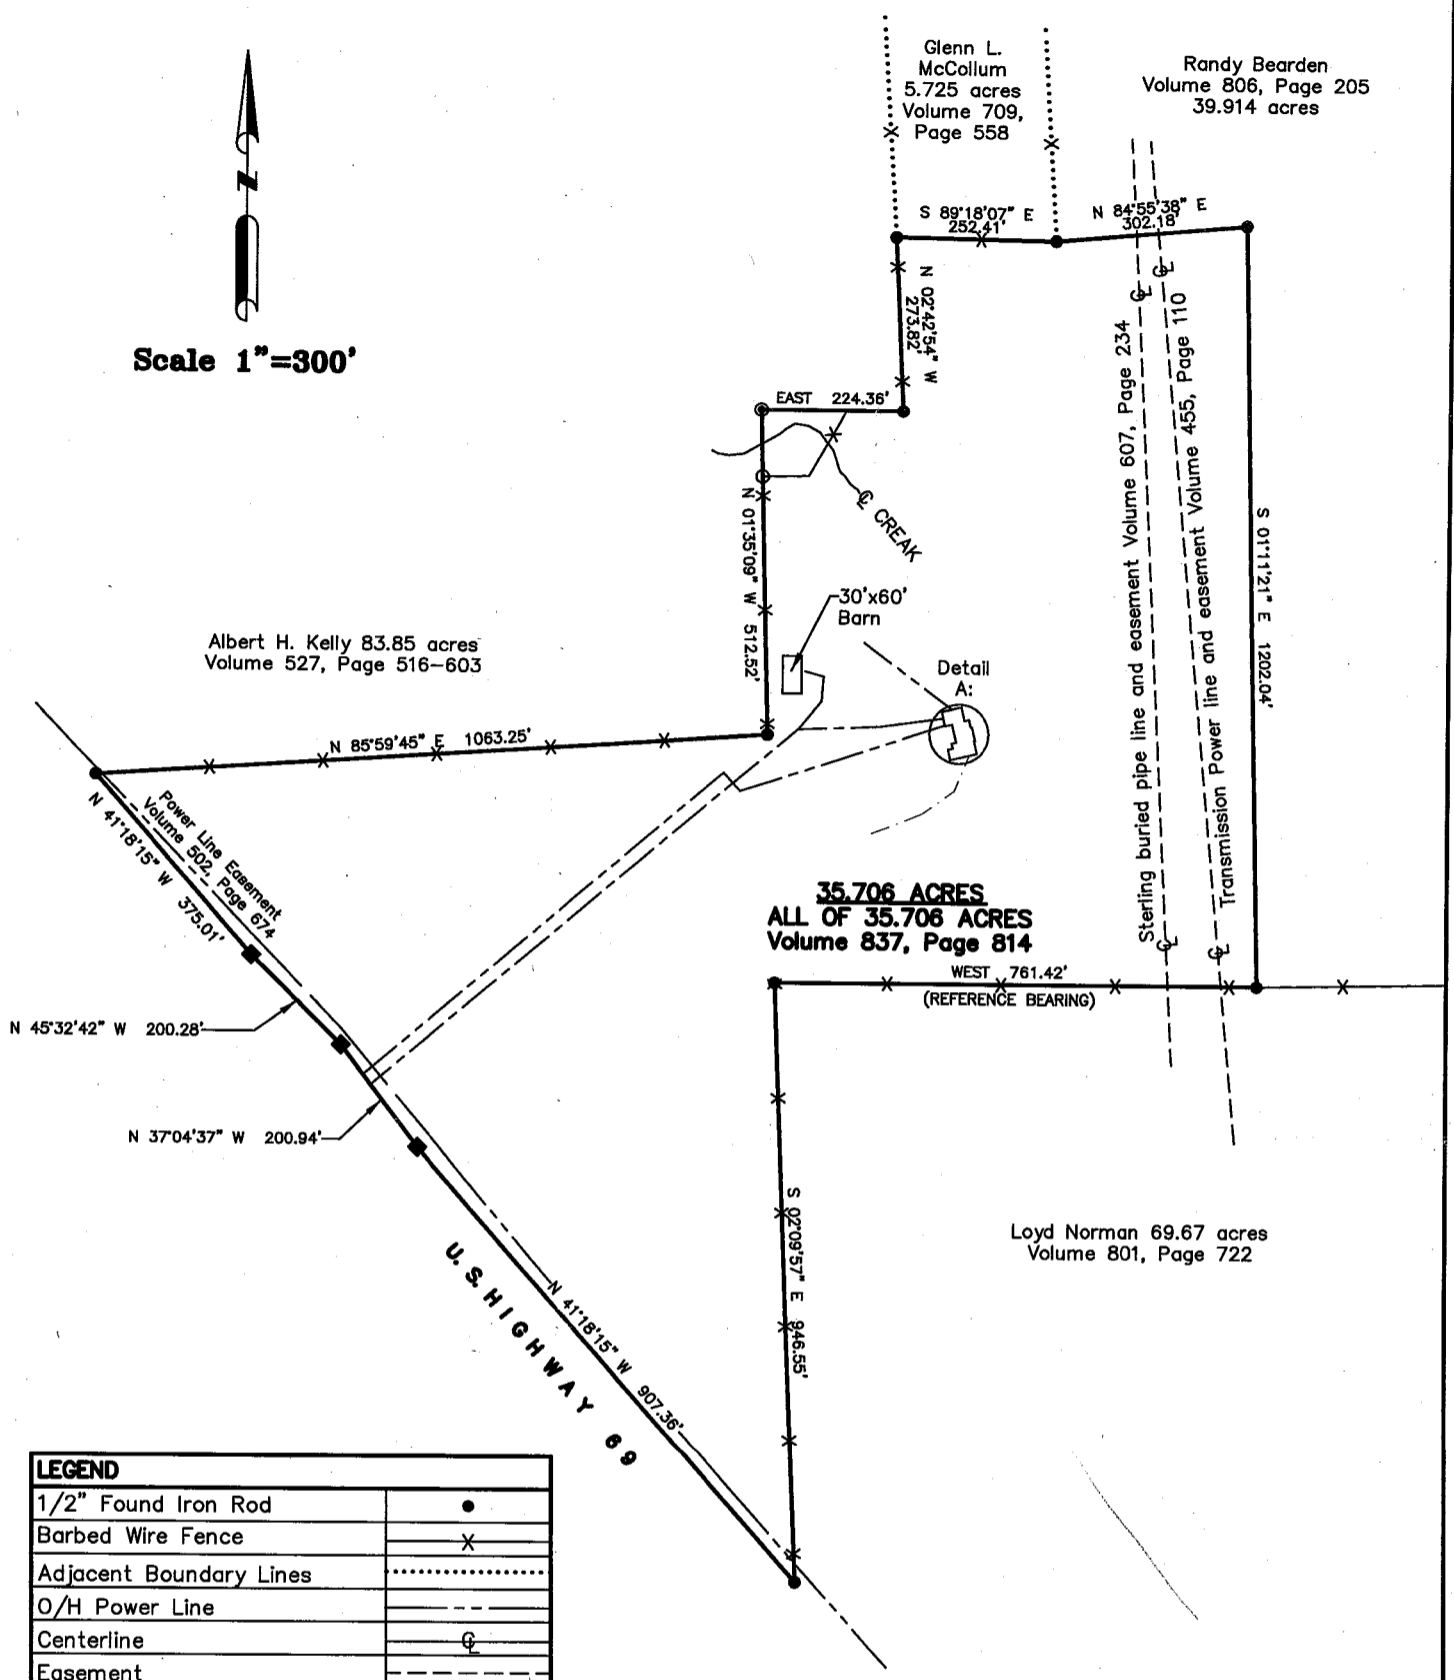 Glenn L.
McCollum
5.725 acres
Volume 709,
Page 558
Randy Bearden
Volume 806, Page 205
39.914 acres
N
Scale 1"=300'
S 89°18'07" E
252.41'
N 84°55'38" E
302.18'
N 02°42'54" W
273.82'
EAST 224.36'
℄ CREAK
N 01°35'09" W 512.52'
℄
℄
Sterling buried pipe line and easement Volume 607, Page 234
Transmission Power line and easement Volume 455, Page 110
℄
℄
S 01°11'21" E 1202.04'
30'x60'
Barn
Albert H. Kelly 83.85 acres
Volume 527, Page 516-603
Detail
A:
N 85°59'45" E 1063.25'
Power Line Easement
Volume 502, Page 674
N 41°18'15" W 375.01'
35.706 ACRES
ALL OF 35.706 ACRES
Volume 837, Page 814
WEST 761.42'
(REFERENCE BEARING)
N 45°32'42" W 200.28'
N 37°04'37" W 200.94'
S 02°09'57" E 946.55'
Loyd Norman 69.67 acres
Volume 801, Page 722
N 41°18'15" W 907.36'
U.S. HIGHWAY 69
LEGEND
1/2" Found Iron Rod
Barbed Wire Fence
Adjacent Boundary Lines
O/H Power Line
Centerline ℄
Easement